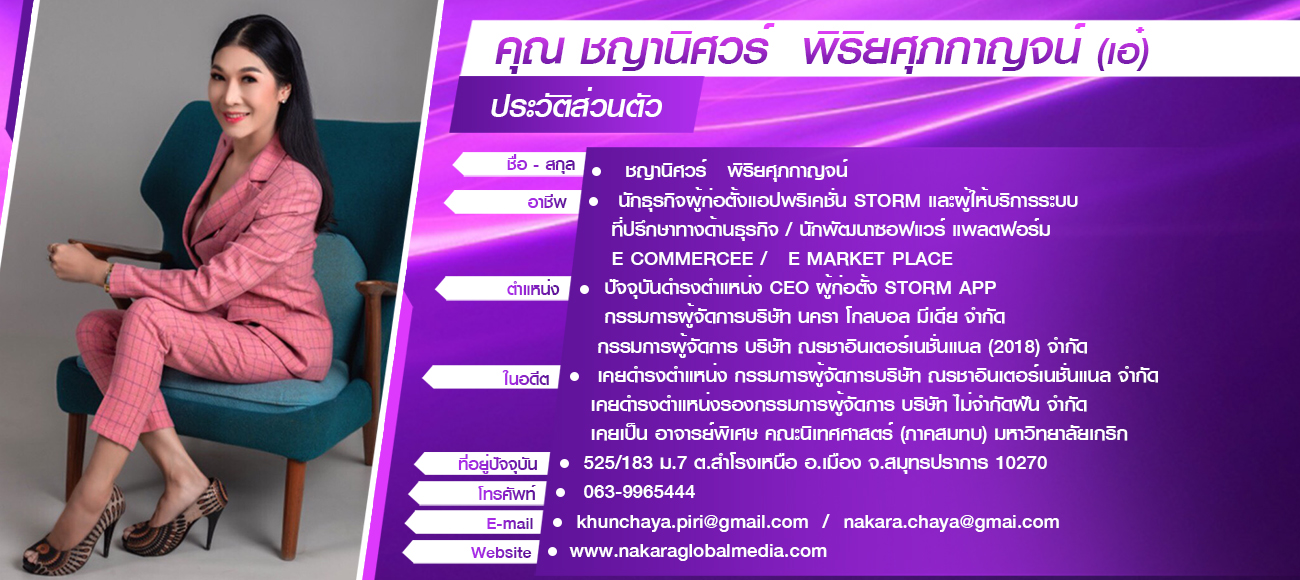 คุณ ชญานิศวร์ พิริยศุภกาญจน์ (เอ๋)
ประวัติส่วนตัว
ชื่อ - สกุล • ชญานิศวร์ พิริยศุภกาญจน์
อาชีพ • นักธุรกิจผู้ก่อตั้งแอปพริเคชั่น STORM และผู้ให้บริการระบบ
ที่ปรึกษาทางด้านธุรกิจ / นักพัฒนาซอฟแวร์ แพลตฟอร์ม
E COMMERCEE / E MARKET PLACE
ตำแหน่ง • ปัจจุบันดำรงตำแหน่ง CEO ผู้ก่อตั้ง STORM APP
กรรมการผู้จัดการบริษัท นครา โกลบอล มีเดีย จำกัด
กรรมการผู้จัดการ บริษัท ณรชาอินเตอร์เนชั่นแนล (2018) จำกัด
ในอดีต • เคยดำรงตำแหน่ง กรรมการผู้จัดการบริษัท ณรชาอินเตอร์เนชั่นแนล จำกัด
เคยดำรงตำแหน่งรองกรรมการผู้จัดการ บริษัท ไม่จำกัดฝัน จำกัด
เคยเป็น อาจารย์พิเศษ คณะนิเทศศาสตร์ (ภาคสมทบ) มหาวิทยาลัยเกริก
ที่อยู่ปัจจุบัน • 525/183 ม.7 ต.สำโรงเหนือ อ.เมือง จ.สมุทรปราการ 10270
โทรศัพท์ • 063-9965444
E-mail • khunchaya.piri@gmail.com / nakara.chaya@gmai.com
Website • www.nakaraglobalmedia.com